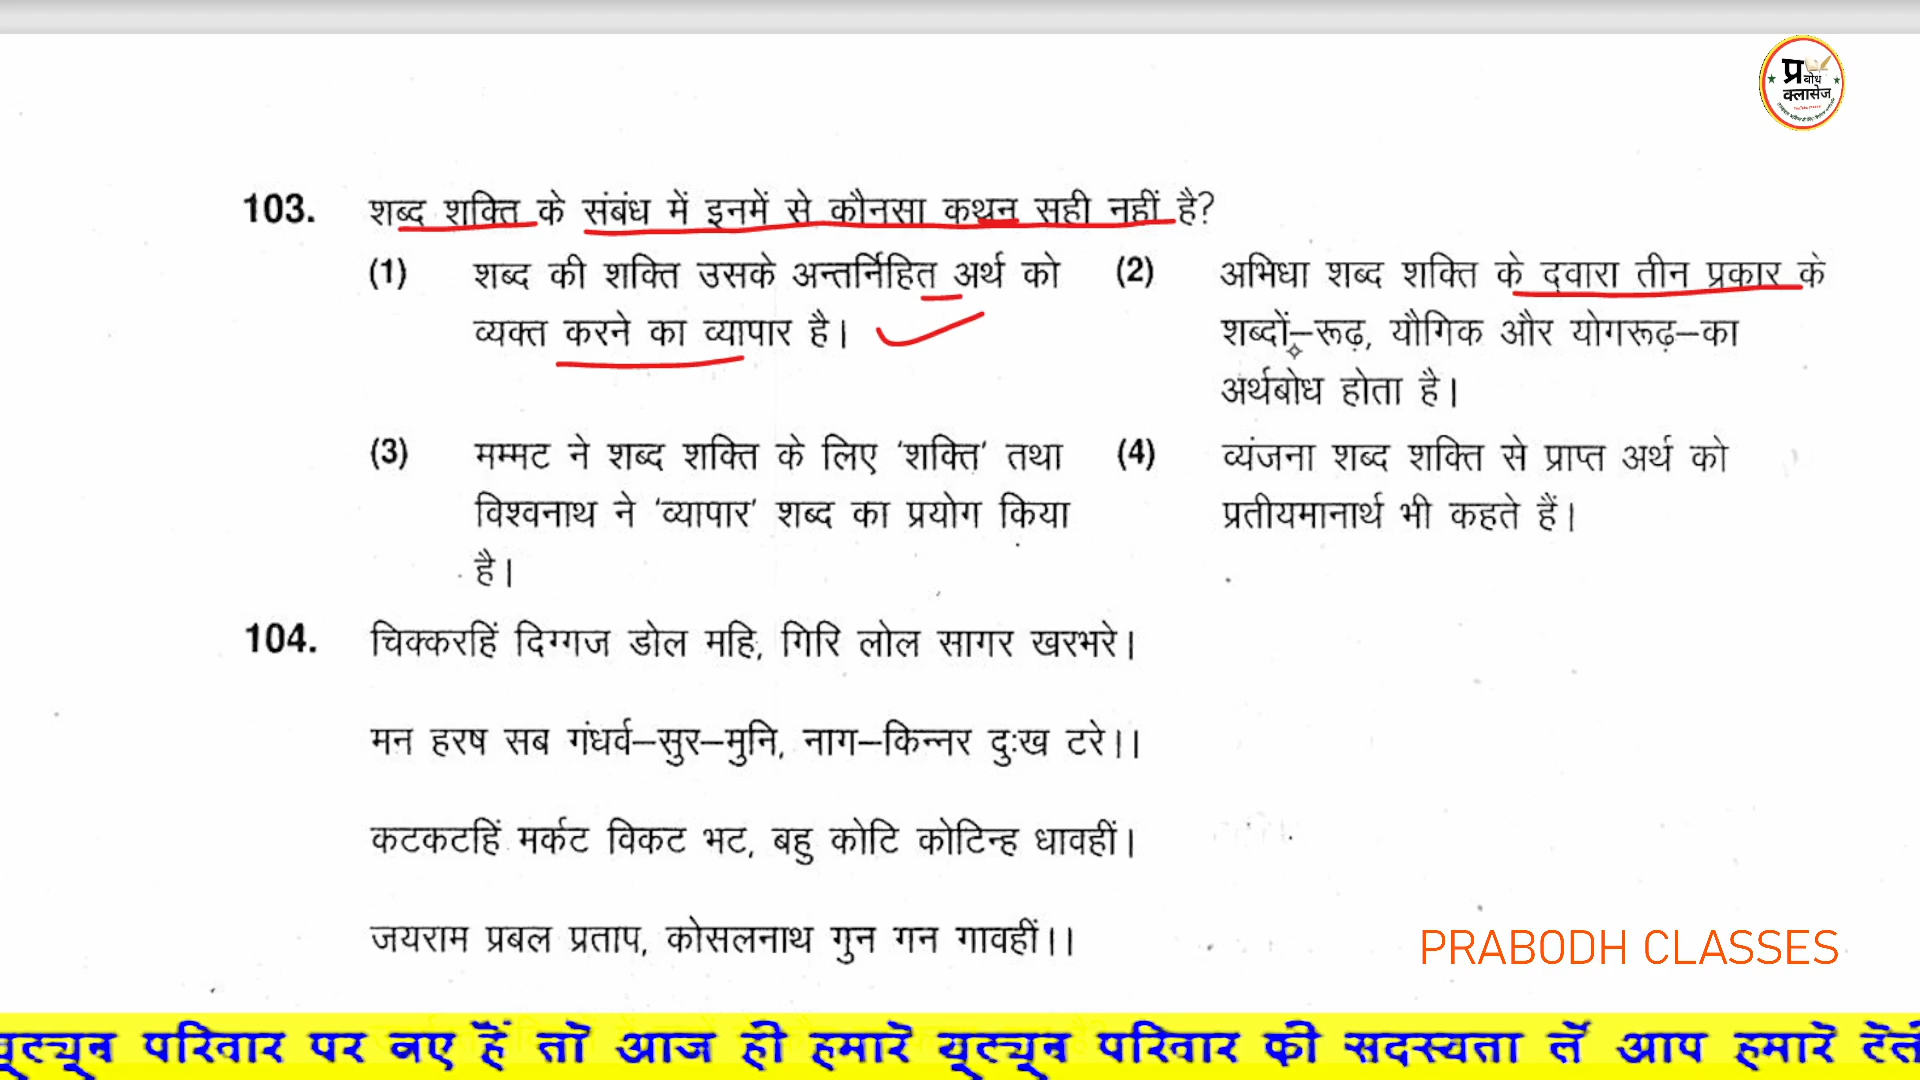 प्र
बोध
क्लासेज
103. शब्द शक्ति के संबंध में इनमें से कौनसा कथन सही नहीं है?
(1) शब्द की शक्ति उसके अन्तर्निहित अर्थ को
व्यक्त करने का व्यापार है।
(2) अभिधा शब्द शक्ति के दवारा तीन प्रकार के
शब्दों–रूढ़, यौगिक और योगरूढ़–का
अर्थबोध होता है।
(3) मम्मट ने शब्द शक्ति के लिए ‘शक्ति’ तथा
विश्वनाथ ने ‘व्यापार’ शब्द का प्रयोग किया
है।
(4) व्यंजना शब्द शक्ति से प्राप्त अर्थ को
प्रतीयमानार्थ भी कहते हैं।
104. चिक्करहिं दिग्गज डोल महि, गिरि लोल सागर खरभरे।
मन हरष सब गंधर्व–सुर–मुनि, नाग–किन्नर दुःख टरे।।
कटकटहिं मर्कट विकट भट, बहु कोटि कोटिन्ह धावहीं।
जयराम प्रबल प्रताप, कोसलनाथ गुन गन गावहीं।।
PRABODH CLASSES
परिवार पर नए हैं तो आज ही हमारे यूट्यूब परिवार की सदस्यता लें आप हमारे